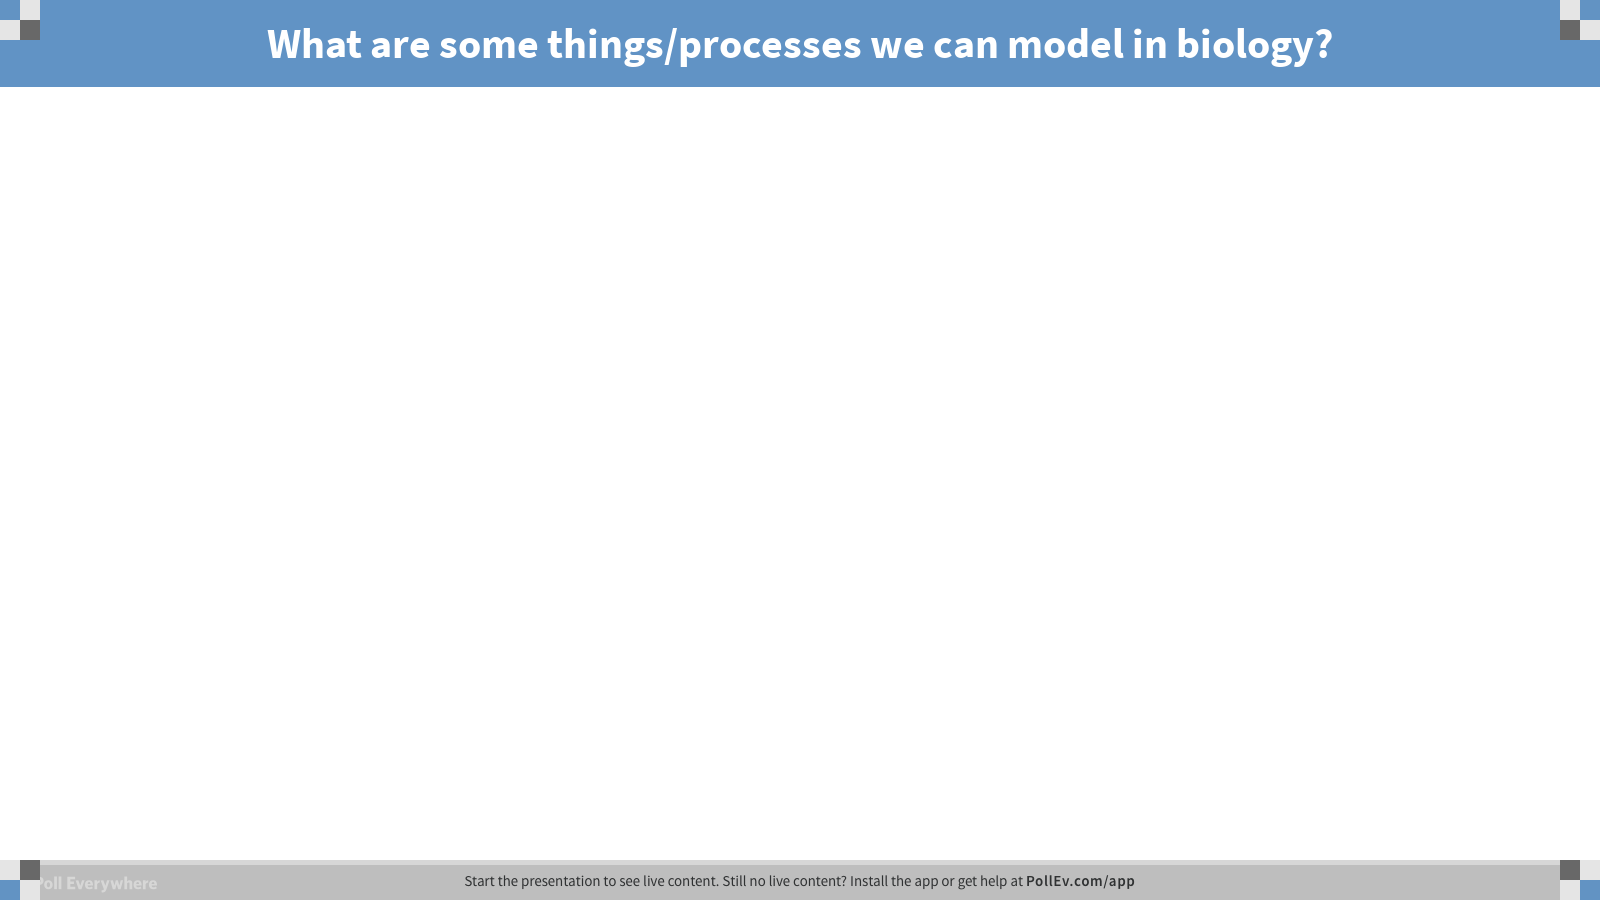 What are some things/processes we can model in biology?
Poll Everywhere
Start the presentation to see live content. Still no live content? Install the app or get help at PollEv.com/app